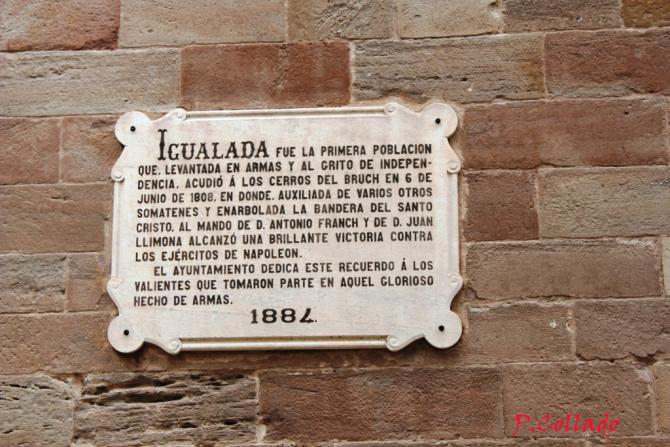 IGUALADA FUE LA PRIMERA POBLACION
QUE, LEVANTADA EN ARMAS Y AL GRITO DE INDEPEN-
DENCIA, ACUDIÓ Á LOS CERROS DEL BRUCH EN 6 DE
JUNIO DE 1808, EN DONDE, AUXILIADA DE VARIOS OTROS
SOMATENES Y ENARBOLADA LA BANDERA DEL SANTO
CRISTO, AL MANDO DE D. ANTONIO FRANCH Y DE D. JUAN
LLIMONA ALCANZÓ UNA BRILLANTE VICTORIA CONTRA
LOS EJÉRCITOS DE NAPOLEON.
EL AYUNTAMIENTO DEDICA ESTE RECUERDO Á LOS
VALIENTES QUE TOMARON PARTE EN AQUEL GLORIOSO
HECHO DE ARMAS.
1884.
P.Collado